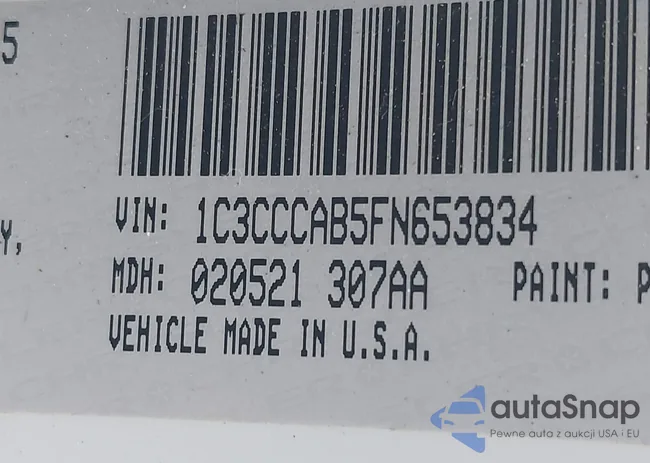 5
VIN: 1C3CCCAB5FN653834
Y,
MDH: 020521 307AA PAINT: P
VEHICLE MADE IN U.S.A.
autaSnap
Pewne auta z aukcji USA i EU